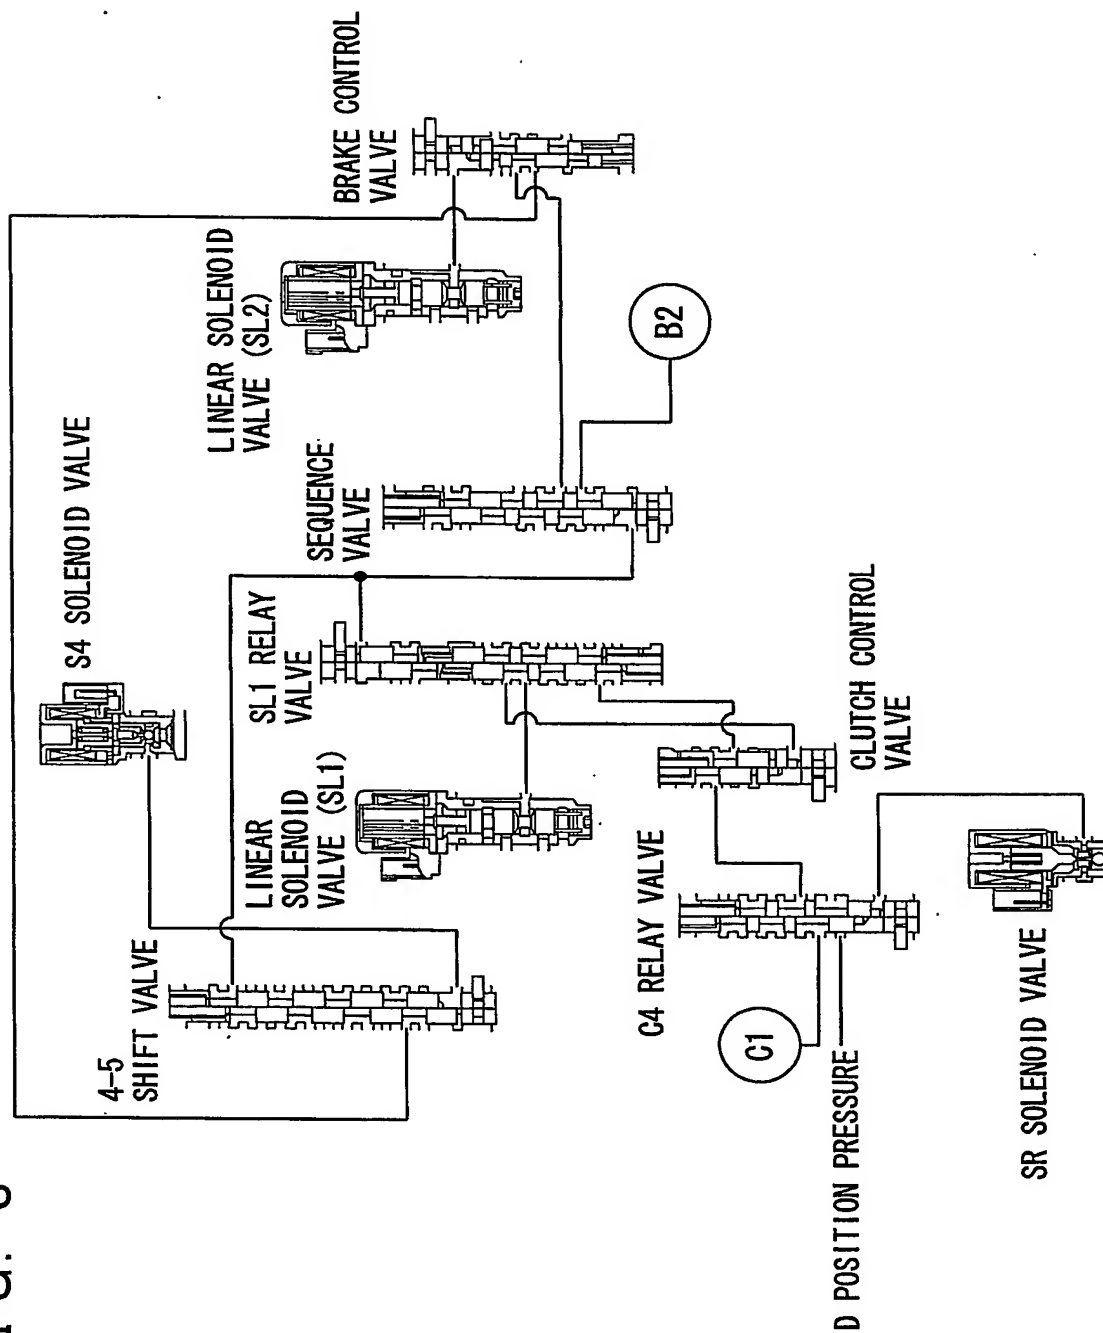 S4 SOLENOID VALVE
4-5
SHIFT VALVE
LINEAR SOLENOID
VALVE (SL2)
LINEAR
SOLENOID
VALVE (SL1)
SL1 RELAY
VALVE
SEQUENCE
VALVE
BRAKE CONTROL
VALVE
C4 RELAY VALVE
B2
C1
D POSITION PRESSURE
CLUTCH CONTROL
VALVE
SR SOLENOID VALVE